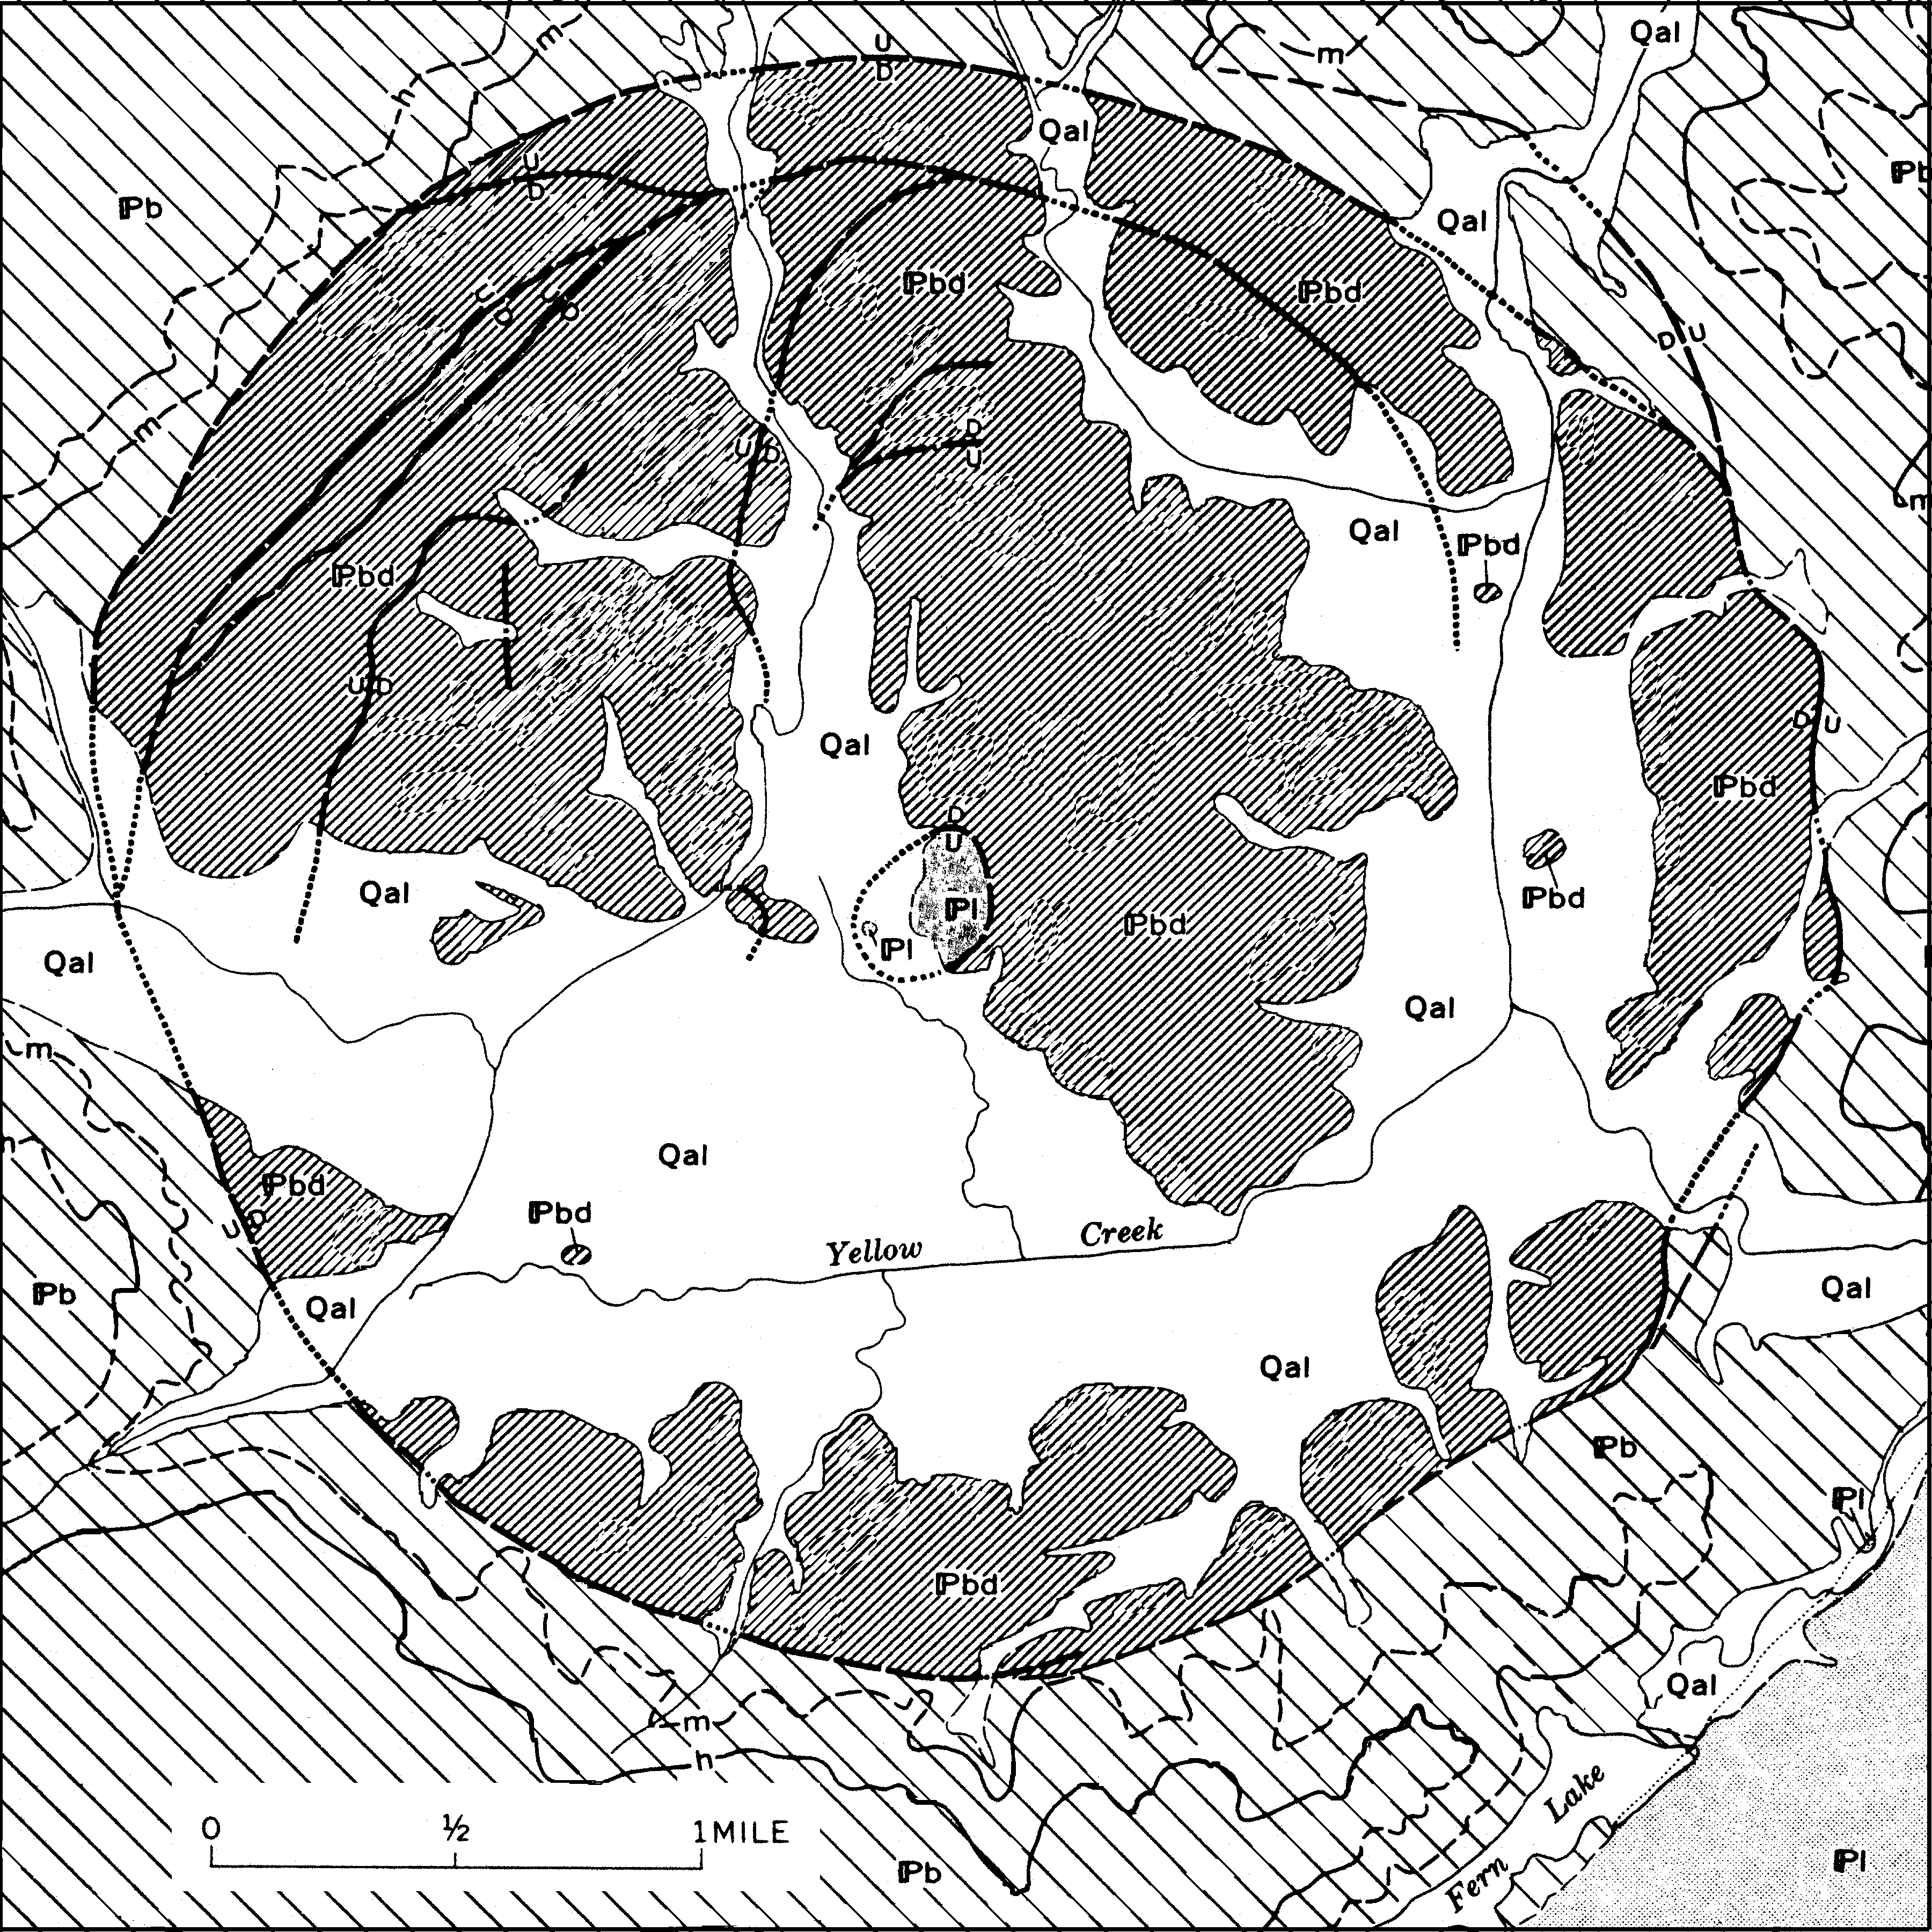 Qal
m
m
U
D
h
Qal
U
D
ℙb
ℙb
Qal
ℙbd
ℙbd
U D
U D
D U
m
D
U
U D
m
Qal
ℙbd
ℙbd
U D
D U
Qal
ℙbd
D
U
Qal
ℙbd
ℙl
ℙbd
ℙl
Qal
Qal
m
h
Qal
ℙbd
U D
ℙbd
Yellow Creek
ℙb
Qal
Qal
Qal
ℙb
ℙl
ℙbd
Qal
m
h
Fern Lake
0 ½ 1 MILE
ℙb
ℙl